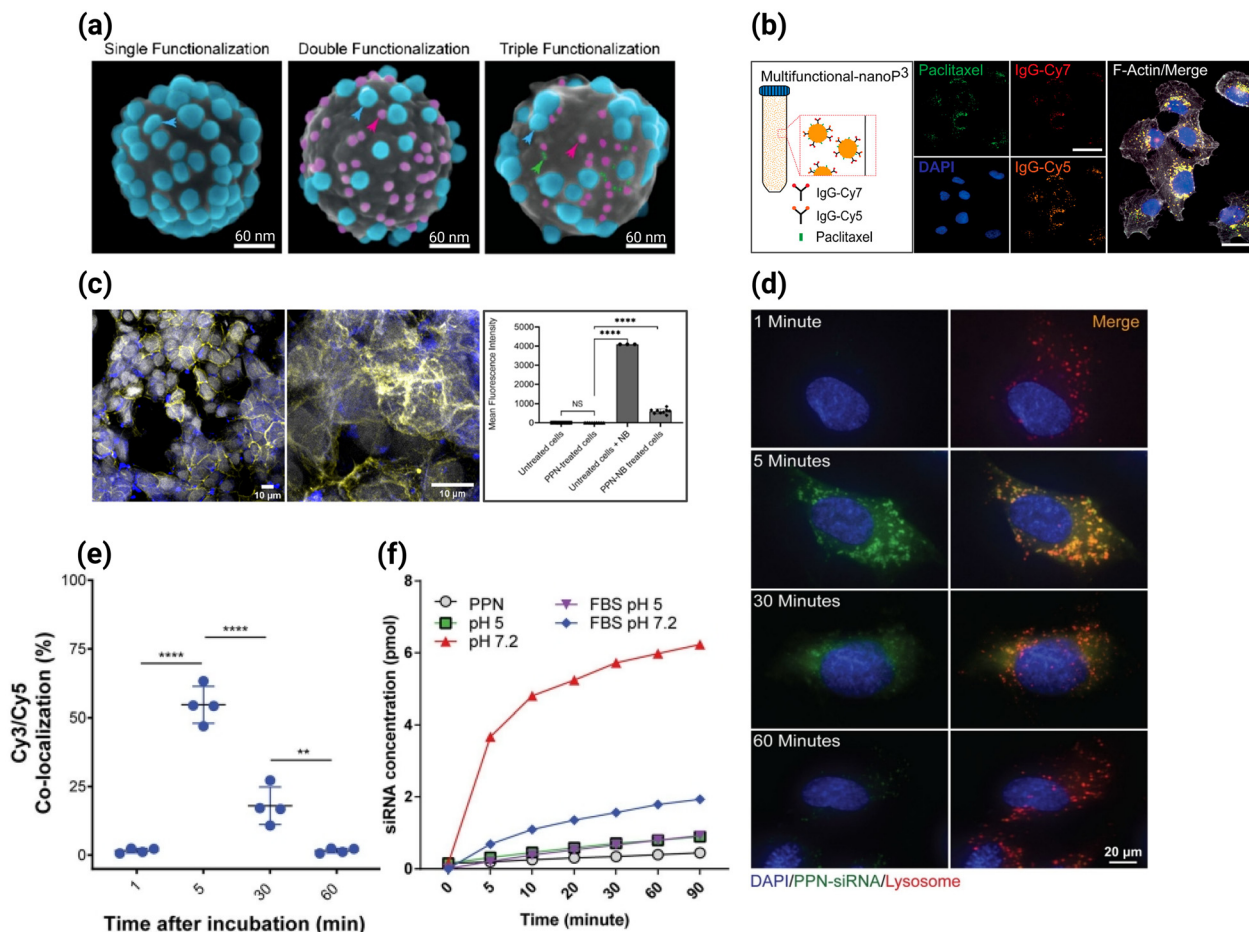 (a)
Single Functionalization
Double Functionalization
Triple Functionalization
60 nm
60 nm
60 nm
(b)
Multifunctional-nanoP3
IgG-Cy7
IgG-Cy5
Paclitaxel
Paclitaxel
IgG-Cy7
F-Actin/Merge
DAPI
IgG-Cy5
(c)
10 µm
10 µm
Mean Fluorescence Intensity
5000
4000
3000
2000
1000
0
NS
****
****
Untreated cells
PPN-treated cells
Untreated cells + NB
PPN-NB treated cells
(d)
1 Minute
Merge
5 Minutes
30 Minutes
60 Minutes
20 µm
DAPI/PPN-siRNA/Lysosome
(e)
Cy3/Cy5
Co-localization (%)
100
75
50
25
0
****
****
**
1
5
30
60
Time after incubation (min)
(f)
siRNA concentration (pmol)
8
6
4
2
0
PPN
pH 5
pH 7.2
FBS pH 5
FBS pH 7.2
0
5
10
20
30
60
90
Time (minute)